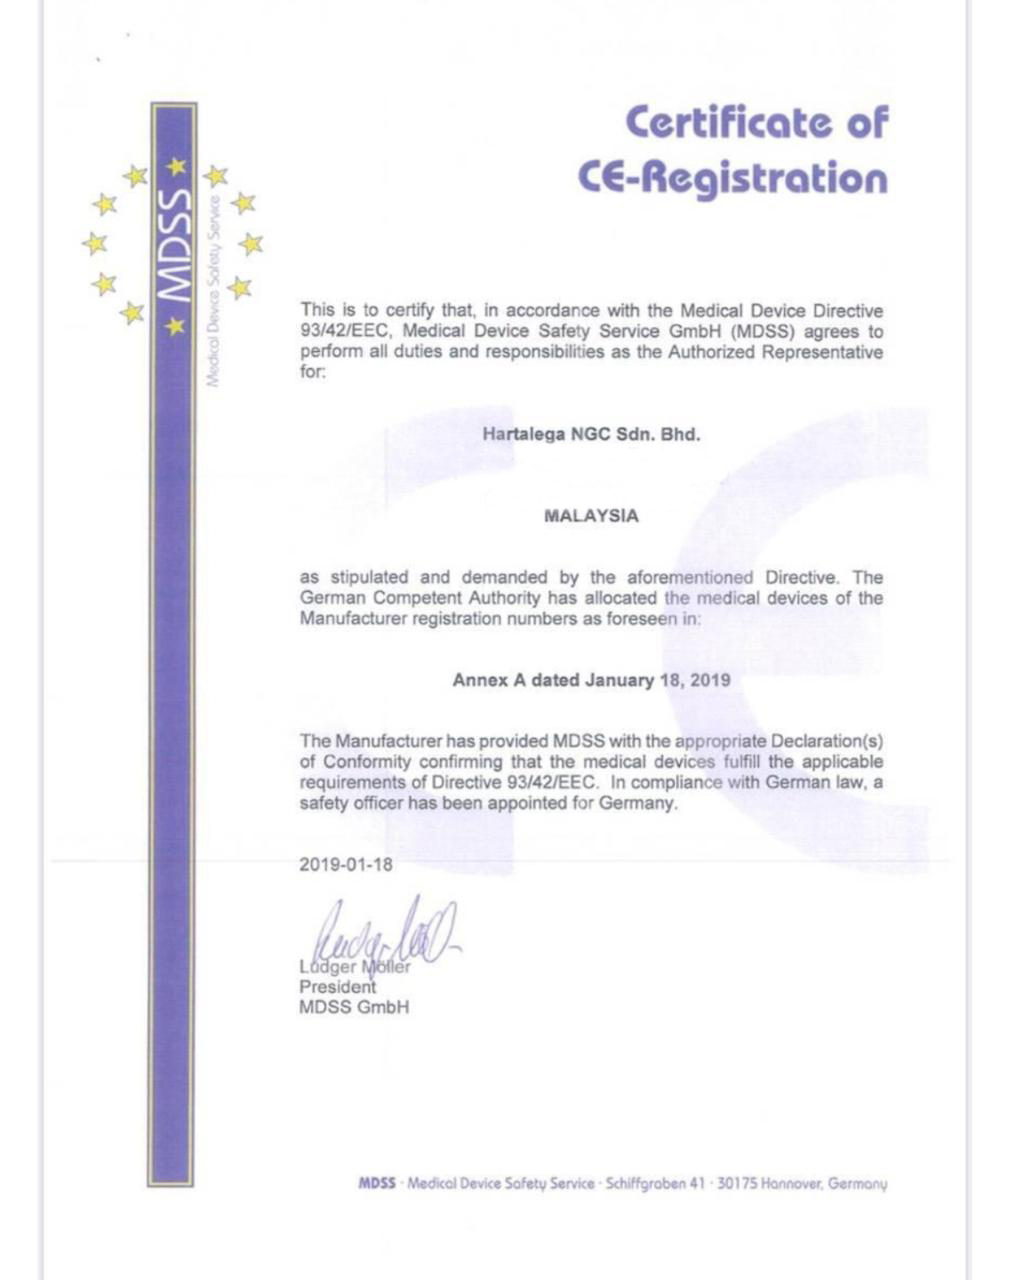 Certificate of
CE-Registration
MDSS
Medical Device Safety Service
This is to certify that, in accordance with the Medical Device Directive
93/42/EEC, Medical Device Safety Service GmbH (MDSS) agrees to
perform all duties and responsibilities as the Authorized Representative
for:
Hartalega NGC Sdn. Bhd.
MALAYSIA
as stipulated and demanded by the aforementioned Directive. The
German Competent Authority has allocated the medical devices of the
Manufacturer registration numbers as foreseen in:
Annex A dated January 18, 2019
The Manufacturer has provided MDSS with the appropriate Declaration(s)
of Conformity confirming that the medical devices fulfill the applicable
requirements of Directive 93/42/EEC. In compliance with German law, a
safety officer has been appointed for Germany.
2019-01-18
Ludger Möller
President
MDSS GmbH
MDSS · Medical Device Safety Service · Schiffgraben 41 · 30175 Hannover, Germany
CE